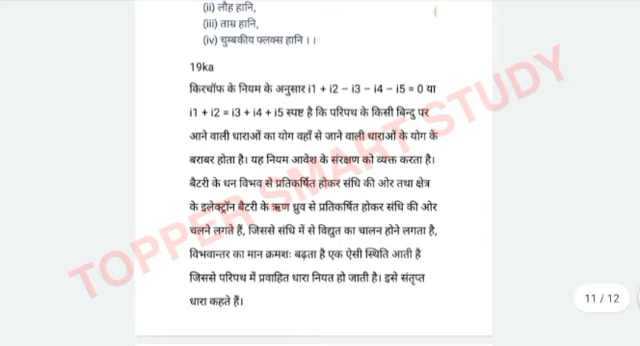 (ii) लौह हानि,
(iii) ताम्र हानि,
(iv) चुम्बकीय फ्लक्स हानि । ।
19ka
किरचॉफ के नियम के अनुसार i1 + i2 − i3 − i4 − i5 = 0 या
i1 + i2 = i3 + i4 + i5 स्पष्ट है कि परिपथ के किसी बिन्दु पर
आने वाली धाराओं का योग वहाँ से जाने वाली धाराओं के योग के
बराबर होता है। यह नियम आवेश के संरक्षण को व्यक्त करता है।
बैटरी के धन विभव से प्रतिकर्षित होकर संधि की ओर तथा क्षेत्र
के इलेक्ट्रॉन बैटरी के ऋण ध्रुव से प्रतिकर्षित होकर संधि की ओर
चलने लगते हैं, जिससे संधि में से विद्युत का चालन होने लगता है,
विभवान्तर का मान क्रमशः बढ़ता है एक ऐसी स्थिति आती है
जिससे परिपथ में प्रवाहित धारा नियत हो जाती है। इसे संतृप्त
धारा कहते हैं।
TOPPER SMART STUDY
11 / 12